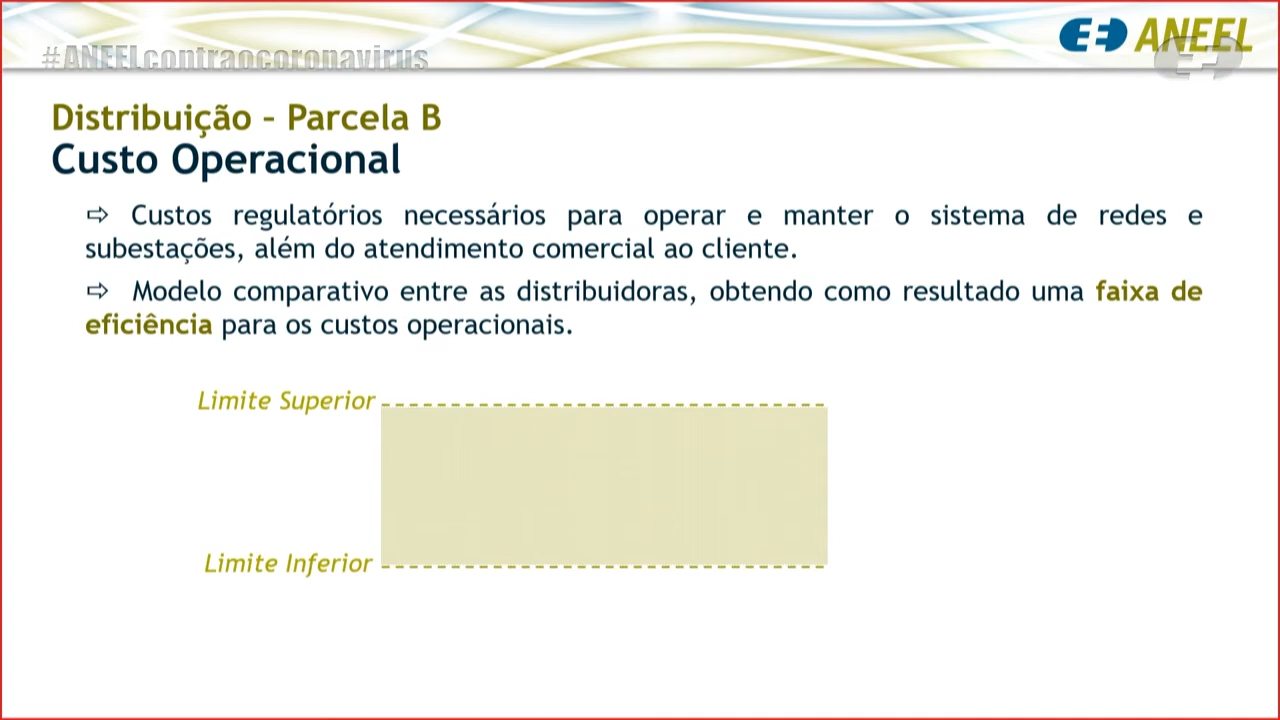 #ANEELcontraocoronavirus
ANEEL
Distribuição – Parcela B
Custo Operacional
⇨ Custos regulatórios necessários para operar e manter o sistema de redes e
subestações, além do atendimento comercial ao cliente.
⇨ Modelo comparativo entre as distribuidoras, obtendo como resultado uma faixa de
eficiência para os custos operacionais.
Limite Superior
Limite Inferior